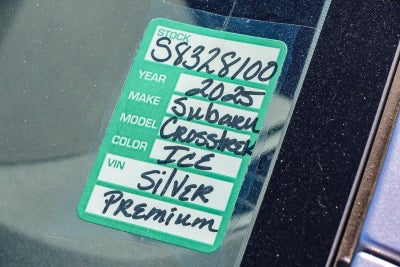 STOCK
S8328100
YEAR 2025
MAKE Subaru
MODEL Crosstrek
COLOR ICE
VIN SilVER
PREMIUM